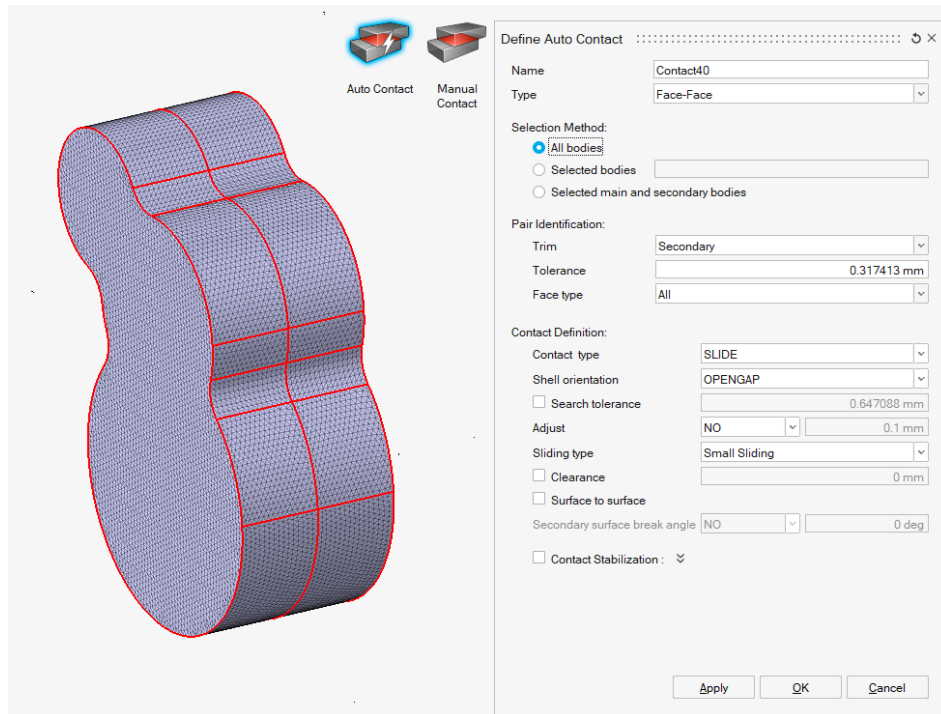 Auto Contact
Manual
Contact
Define Auto Contact
Name Contact40
Type Face-Face
Selection Method:
All bodies
Selected bodies
Selected main and secondary bodies
Pair Identification:
Trim Secondary
Tolerance 0.317413 mm
Face type All
Contact Definition:
Contact type SLIDE
Shell orientation OPENGAP
Search tolerance 0.647088 mm
Adjust NO 0.1 mm
Sliding type Small Sliding
Clearance 0 mm
Surface to surface
Secondary surface break angle NO 0 deg
Contact Stabilization :
Apply OK Cancel